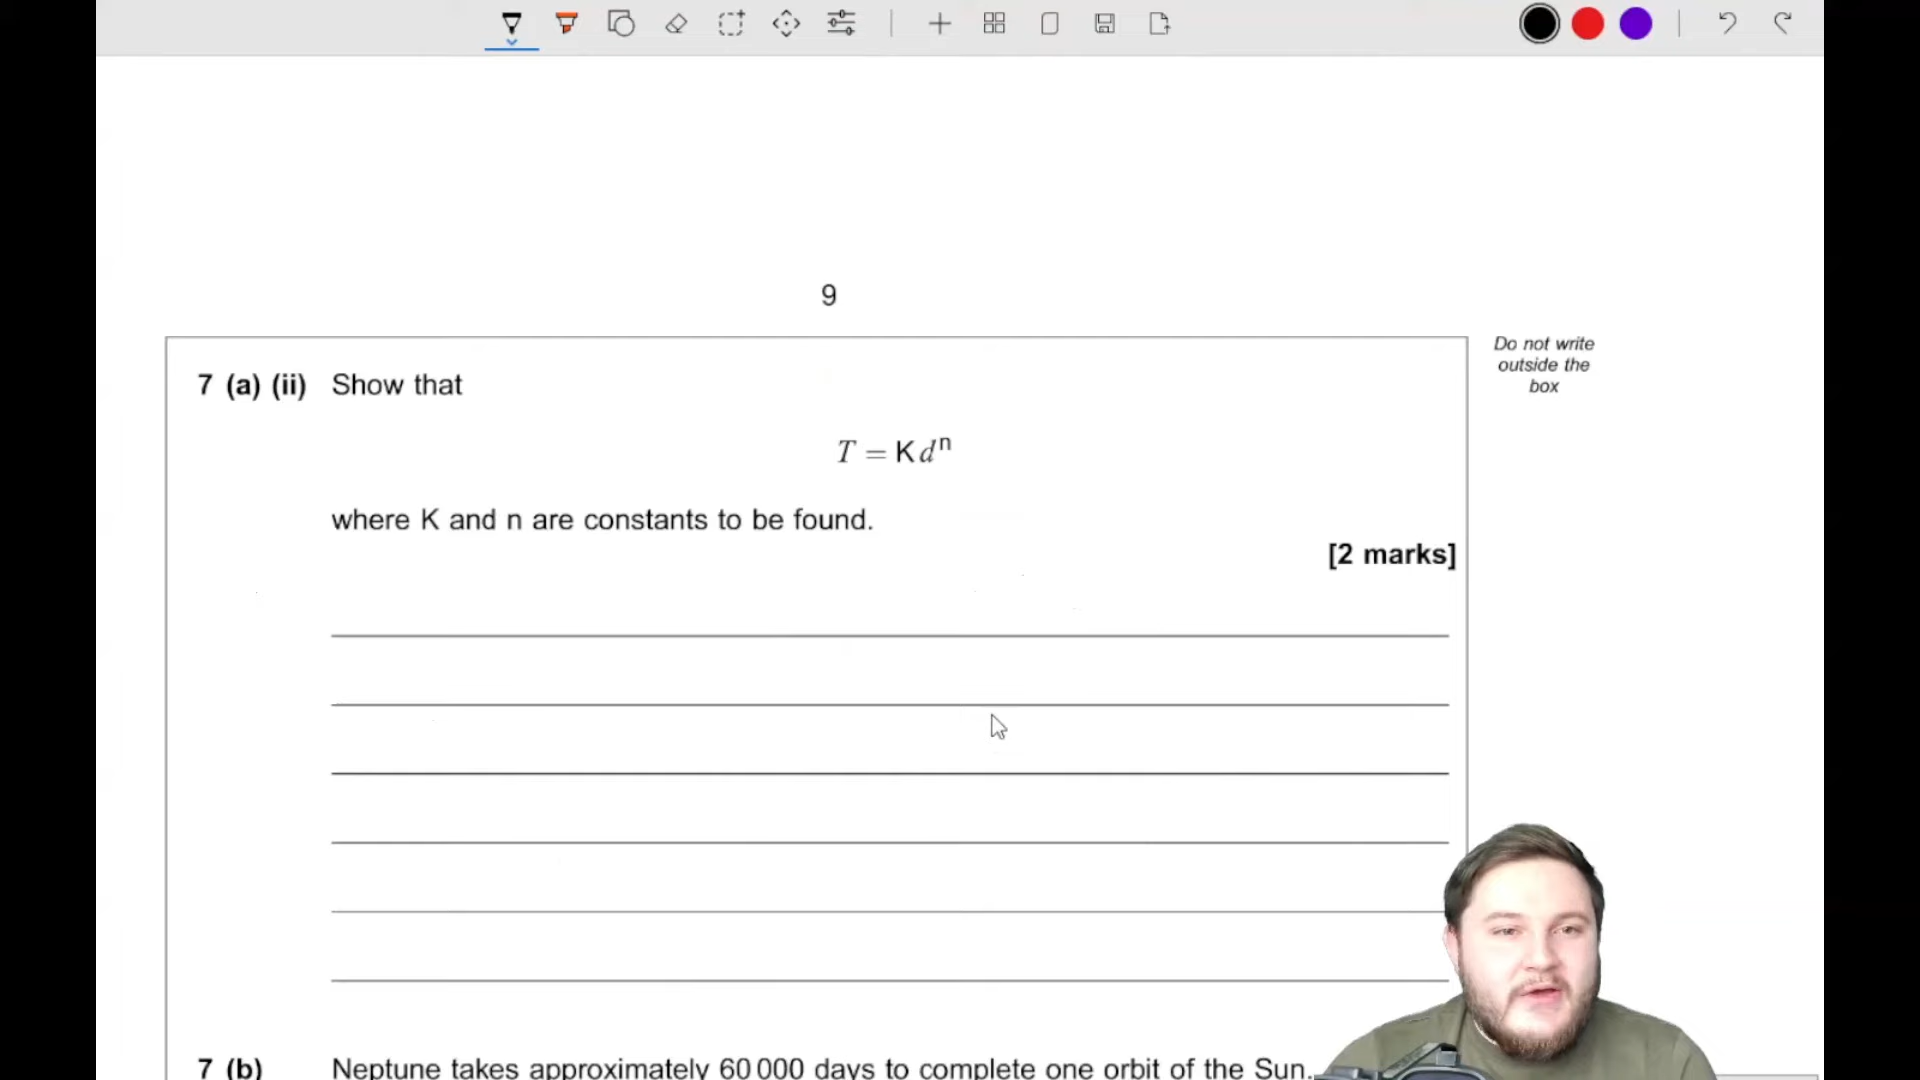 9
Do not write
outside the
box
7 (a) (ii) Show that
T = K dⁿ
where K and n are constants to be found.
[2 marks]
7 (b) Neptune takes approximately 60 000 days to complete one orbit of the Sun.